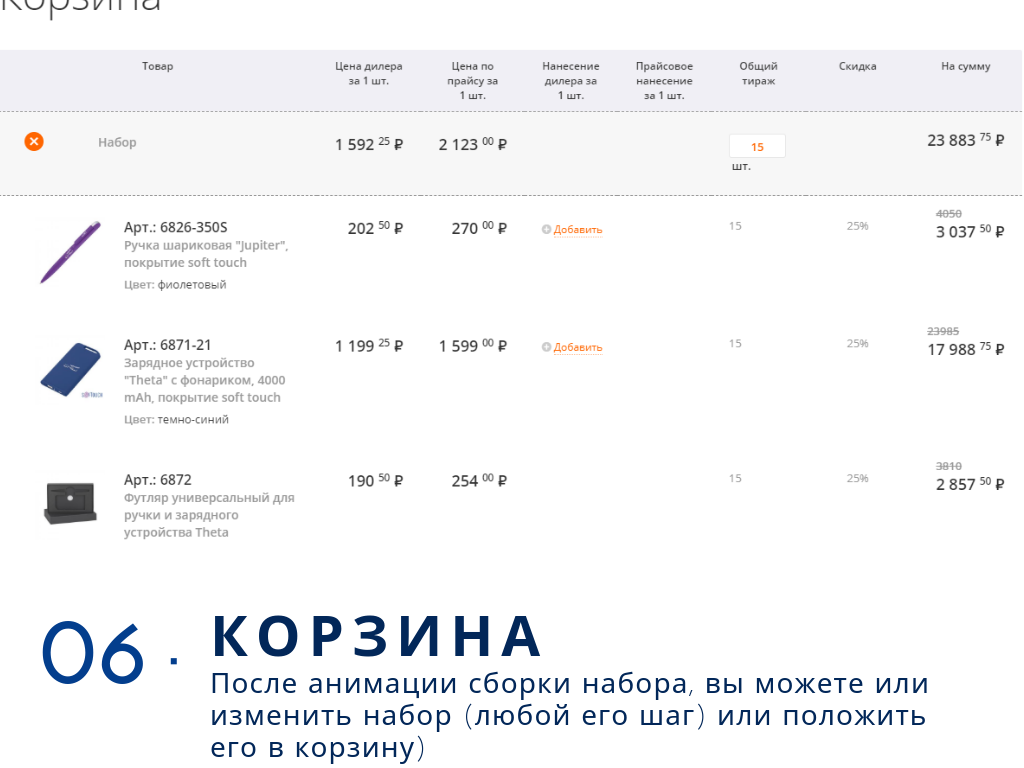 Корзина
Товар
Цена дилера за 1 шт.
Цена по прайсу за 1 шт.
Нанесение дилера за 1 шт.
Прайсовое нанесение за 1 шт.
Общий тираж
Скидка
На сумму
Набор
1 592 25 ₽
2 123 00 ₽
15
шт.
23 883 75 ₽
Арт.: 6826-350S
Ручка шариковая "Jupiter",
покрытие soft touch
Цвет: фиолетовый
202 50 ₽
270 00 ₽
Добавить
15
25%
4050
3 037 50 ₽
Арт.: 6871-21
Зарядное устройство
"Theta" с фонариком, 4000
mAh, покрытие soft touch
Цвет: темно-синий
1 199 25 ₽
1 599 00 ₽
Добавить
15
25%
23985
17 988 75 ₽
Арт.: 6872
Футляр универсальный для
ручки и зарядного
устройства Theta
190 50 ₽
254 00 ₽
15
25%
3810
2 857 50 ₽
06 .
КОРЗИНА
После анимации сборки набора, вы можете или
изменить набор (любой его шаг) или положить
его в корзину)